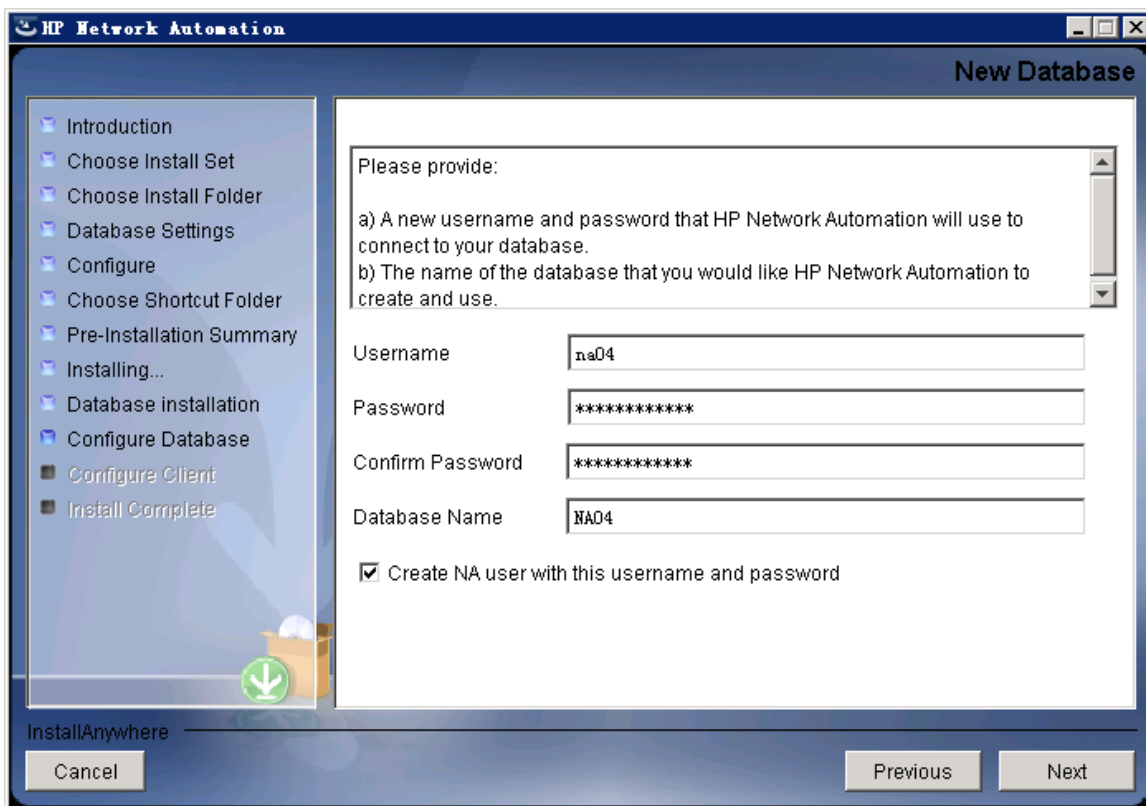 HP Network Automation
New Database
Introduction
Choose Install Set
Choose Install Folder
Database Settings
Configure
Choose Shortcut Folder
Pre-Installation Summary
Installing...
Database installation
Configure Database
Configure Client
Install Complete
Please provide:
a) A new username and password that HP Network Automation will use to
connect to your database.
b) The name of the database that you would like HP Network Automation to
create and use.
Username
na04
Password
************
Confirm Password
************
Database Name
NA04
Create NA user with this username and password
InstallAnywhere
Cancel
Previous
Next